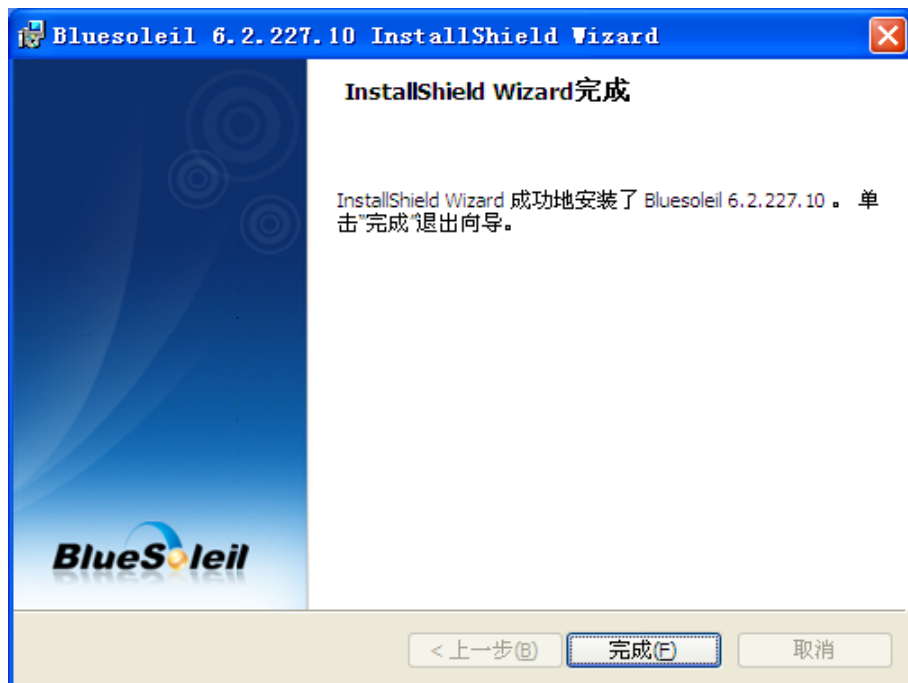 Bluesoleil 6.2.227.10 InstallShield Wizard
InstallShield Wizard完成
InstallShield Wizard 成功地安装了 Bluesoleil 6.2.227.10 。 单
击"完成"退出向导。
BlueSoleil
< 上一步(B)
完成(F)
取消